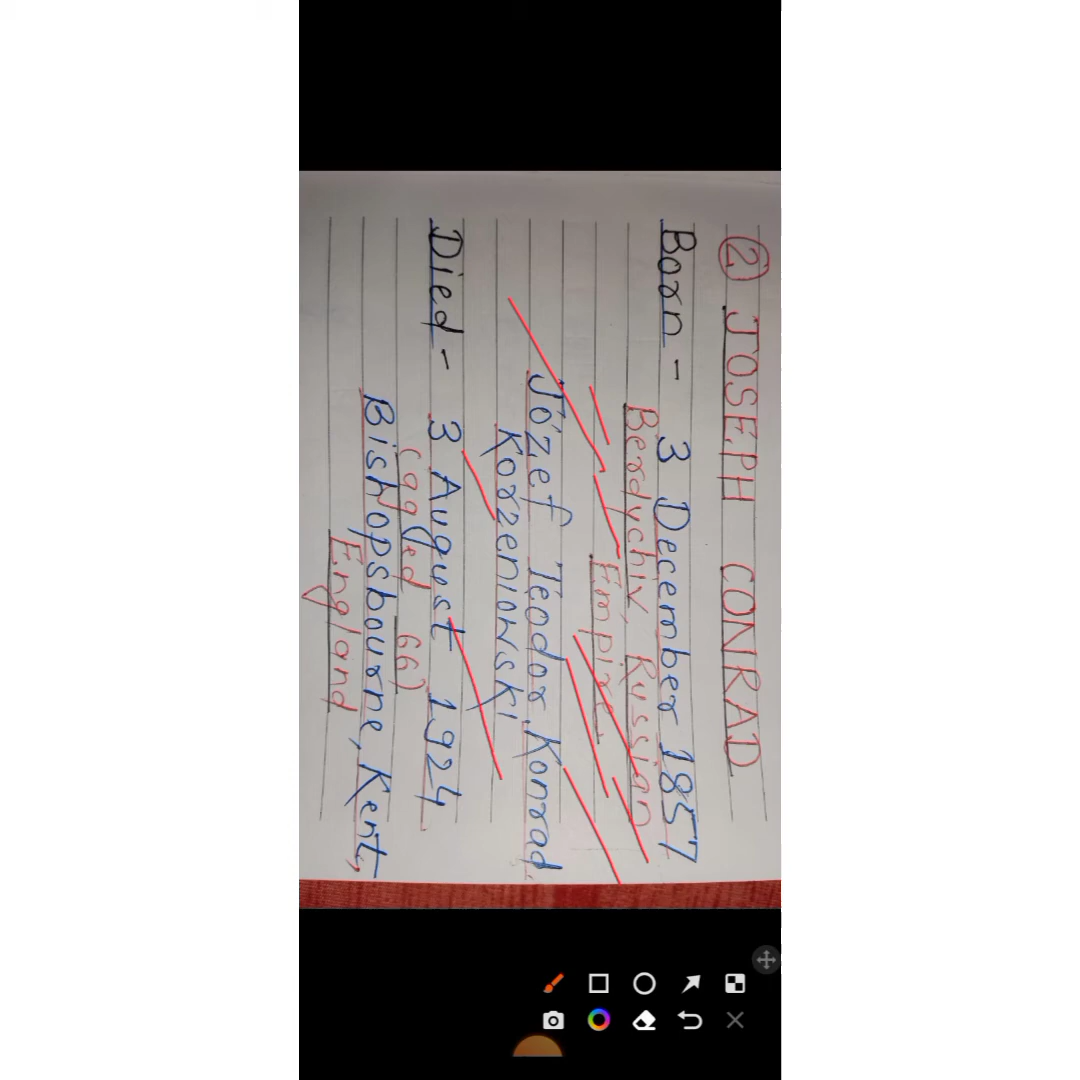 ② JOSEPH CONRAD
Born - 3 December 1857
Berdychiv, Russian
Empire,
Józef Teodor Konrad
Korzeniowski
Died - 3 August 1924
(aged 66)
Bishopsbourne, Kent,
England